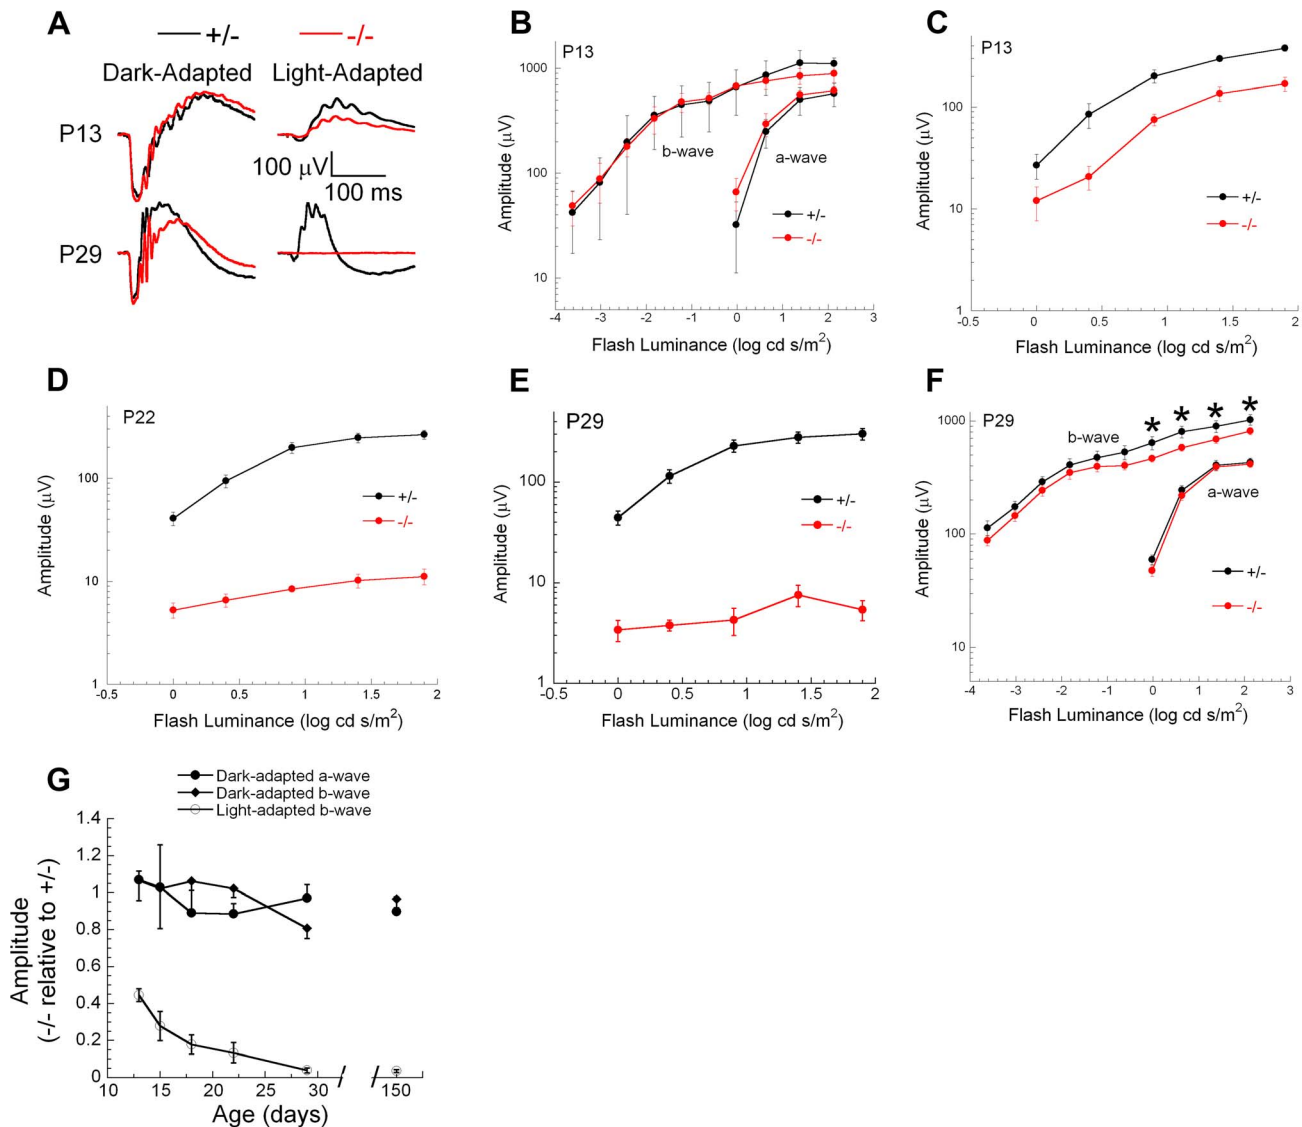 A
+/-
-/-
Dark-Adapted
Light-Adapted
P13
100 μV
100 ms
P29
B
P13
1000
100
10
Amplitude (μV)
b-wave
a-wave
+/-
-/-
-4 -3 -2 -1 0 1 2 3
Flash Luminance (log cd s/m²)
C
P13
100
10
1
Amplitude (μV)
+/-
-/-
-0.5 0 0.5 1 1.5 2
Flash Luminance (log cd s/m²)
D
P22
100
10
1
Amplitude (μV)
+/-
-/-
-0.5 0 0.5 1 1.5 2
Flash Luminance (log cd s/m²)
E
P29
100
10
1
Amplitude (μV)
+/-
-/-
-0.5 0 0.5 1 1.5 2
Flash Luminance (log cd s/m²)
F
P29
* * * *
1000
100
10
Amplitude (μV)
b-wave
a-wave
+/-
-/-
-4 -3 -2 -1 0 1 2 3
Flash Luminance (log cd s/m²)
G
Dark-adapted a-wave
Dark-adapted b-wave
Light-adapted b-wave
1.4
1.2
1
0.8
0.6
0.4
0.2
0
Amplitude
(-/- relative to +/-)
10 15 20 25 30 150
Age (days)